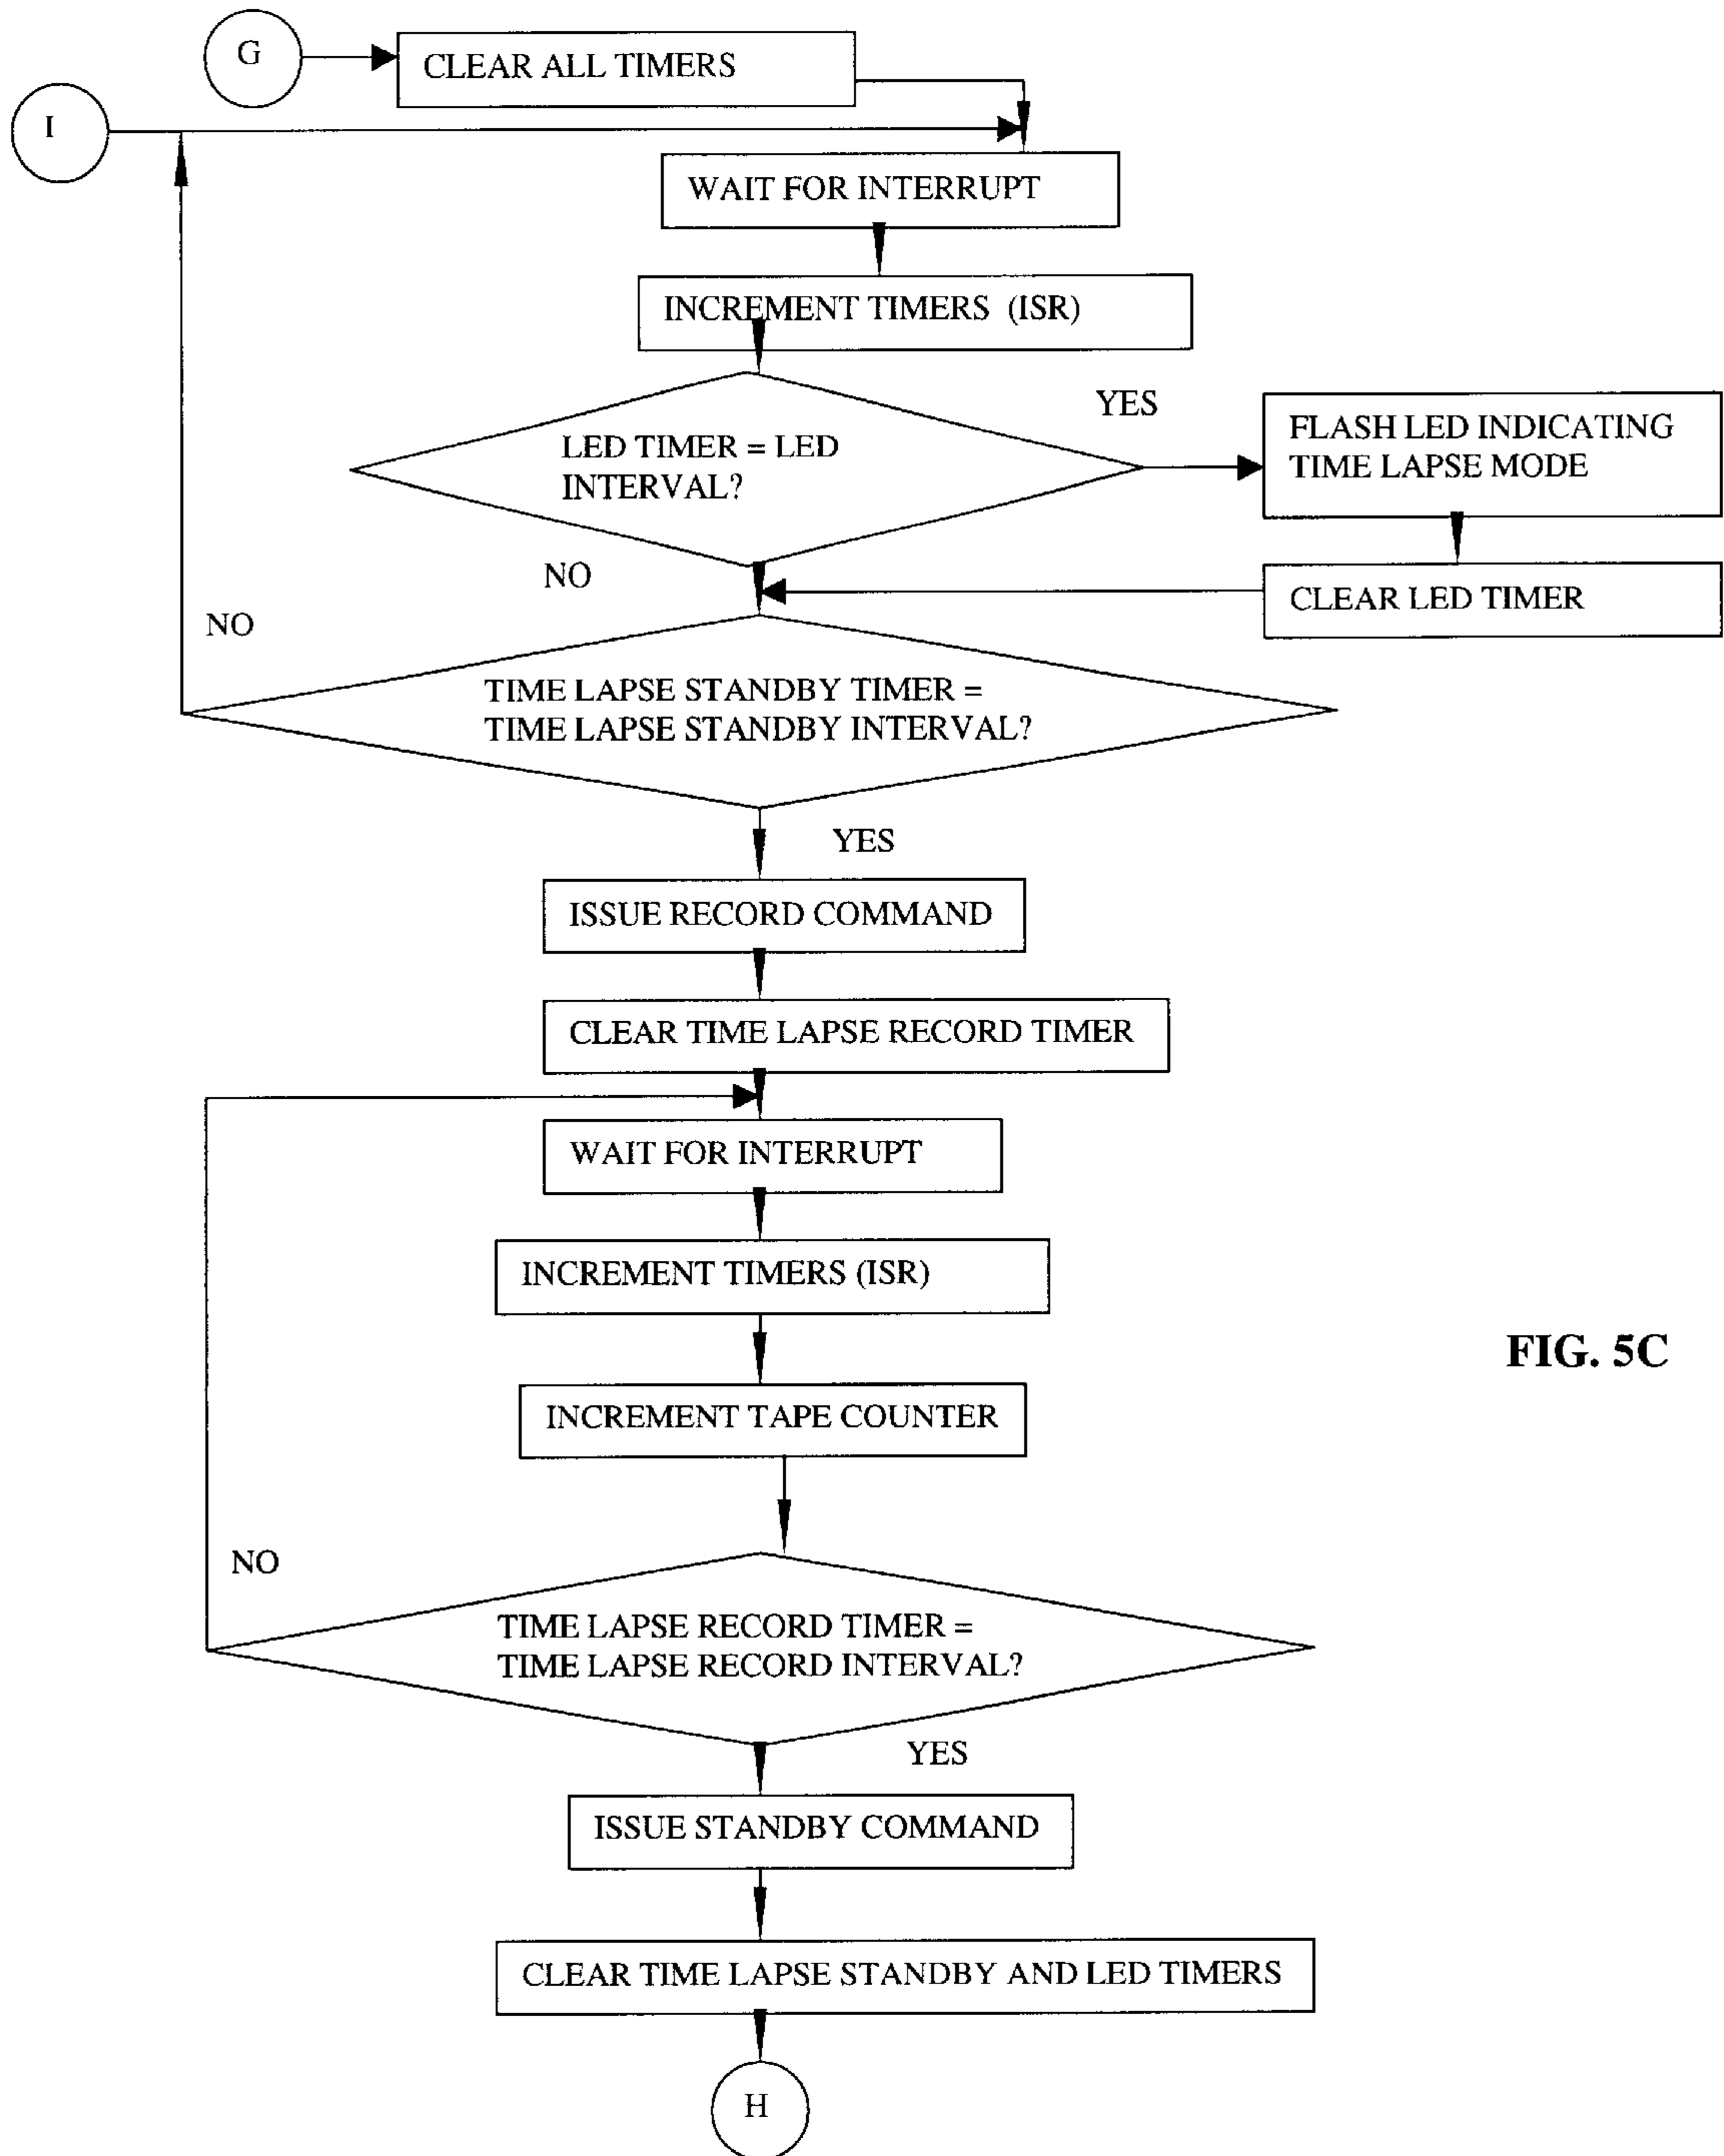 G
CLEAR ALL TIMERS
I
WAIT FOR INTERRUPT
INCREMENT TIMERS (ISR)
YES
LED TIMER = LED
INTERVAL?
FLASH LED INDICATING
TIME LAPSE MODE
NO
CLEAR LED TIMER
NO
TIME LAPSE STANDBY TIMER =
TIME LAPSE STANDBY INTERVAL?
YES
ISSUE RECORD COMMAND
CLEAR TIME LAPSE RECORD TIMER
WAIT FOR INTERRUPT
INCREMENT TIMERS (ISR)
FIG. 5C
INCREMENT TAPE COUNTER
NO
TIME LAPSE RECORD TIMER =
TIME LAPSE RECORD INTERVAL?
YES
ISSUE STANDBY COMMAND
CLEAR TIME LAPSE STANDBY AND LED TIMERS
H